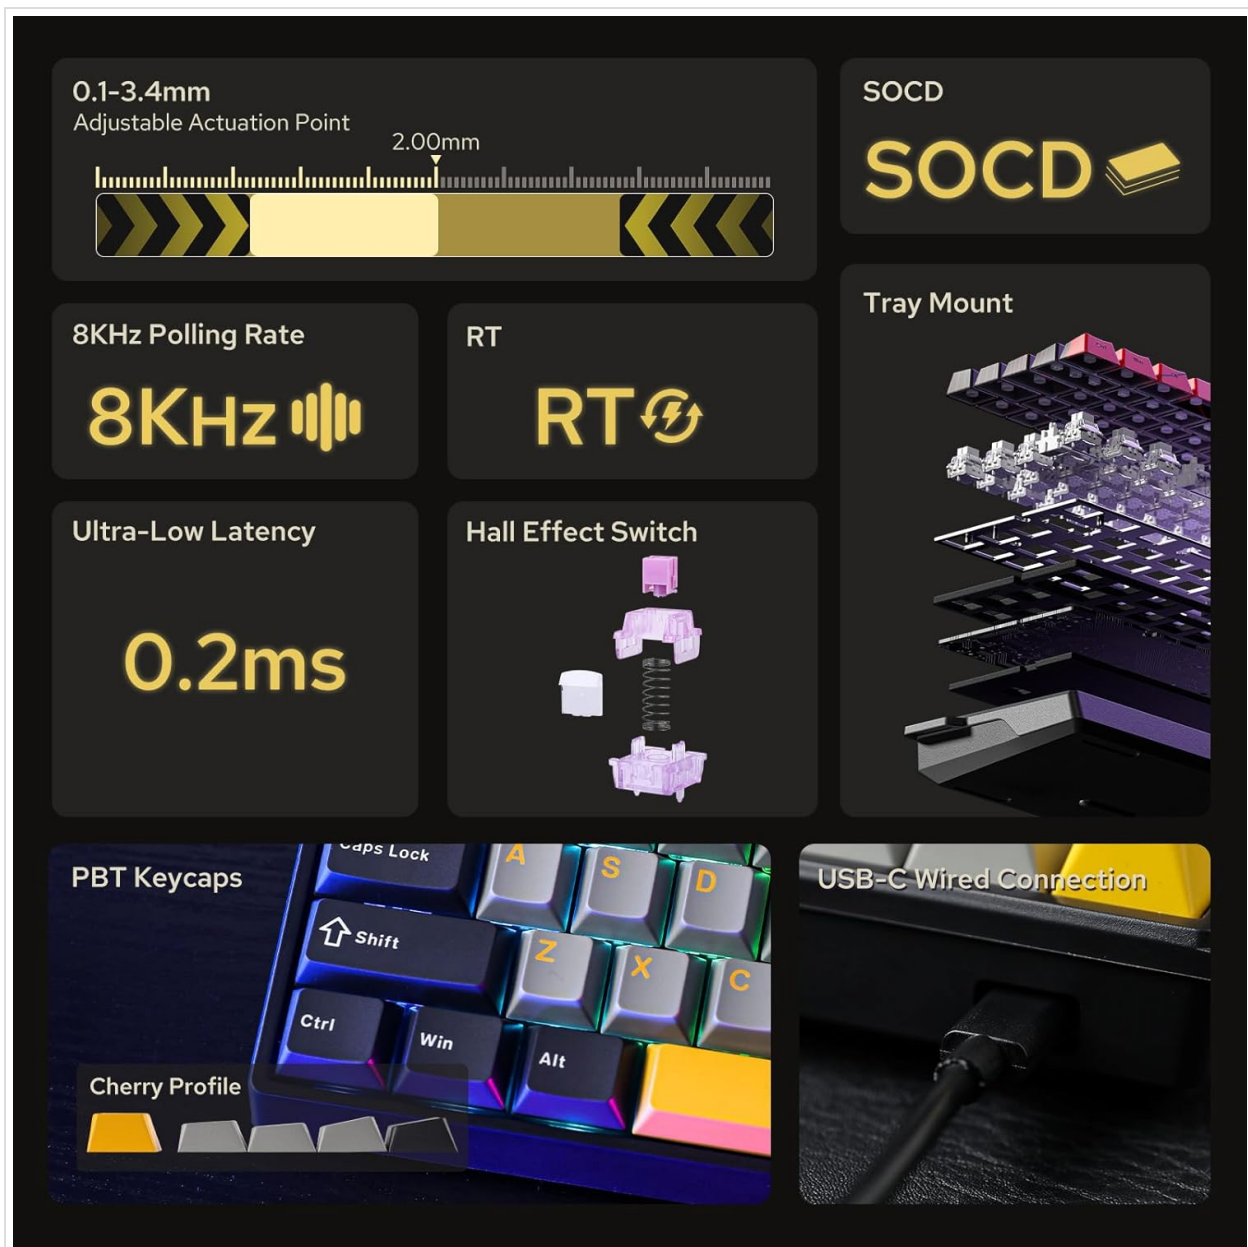 0.1-3.4mm
Adjustable Actuation Point
2.00mm
SOCD
SOCD
8KHz Polling Rate
8KHz
RT
RT
Tray Mount
Ultra-Low Latency
0.2ms
Hall Effect Switch
PBT Keycaps
Caps Lock
A
S
D
Shift
Z
X
C
Ctrl
Win
Alt
Cherry Profile
USB-C Wired Connection